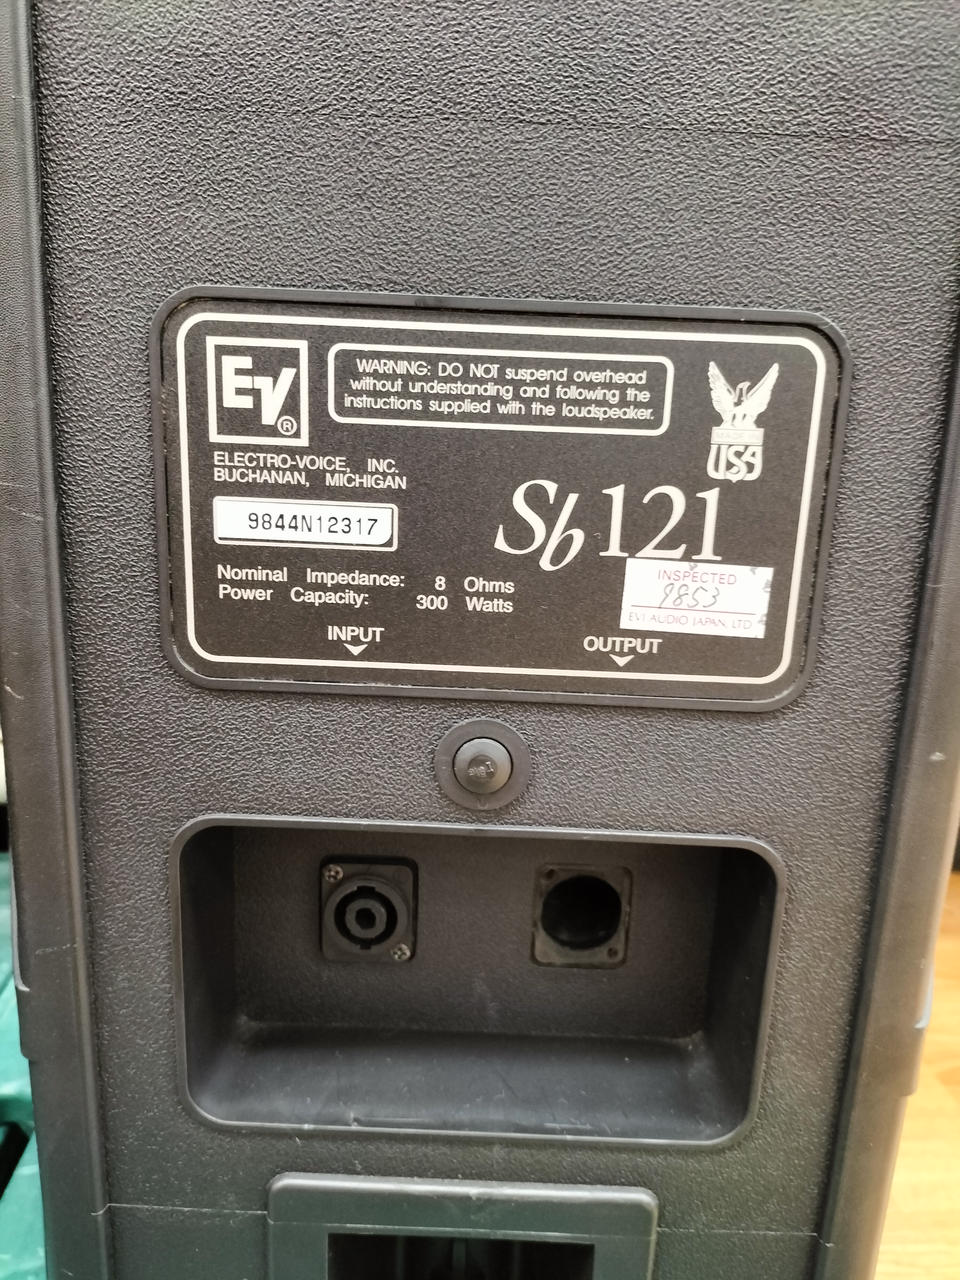 EV®
WARNING: DO NOT suspend overhead
without understanding and following the
instructions supplied with the loudspeaker.
MADE IN
USA
ELECTRO-VOICE, INC.
BUCHANAN, MICHIGAN
9844N12317
Sb121
Nominal Impedance: 8 Ohms
Power Capacity: 300 Watts
INSPECTED
9853
EVI AUDIO JAPAN, LTD
INPUT
OUTPUT